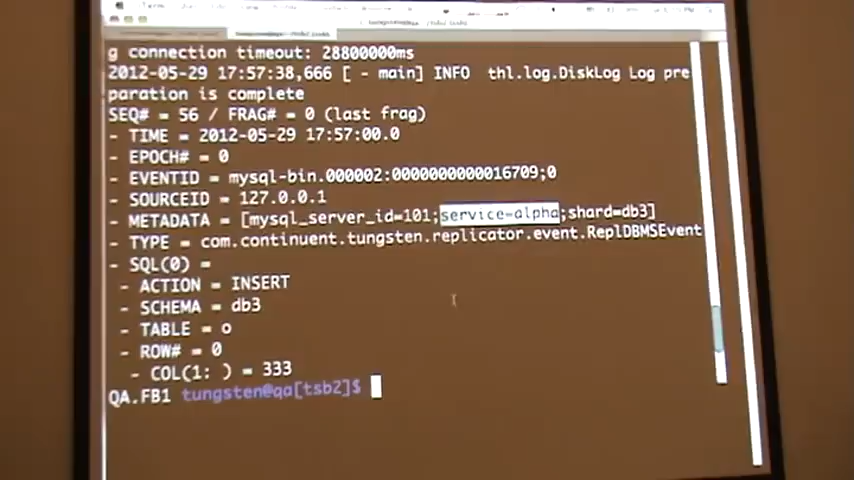 g connection timeout: 28800000ms
2012-05-29 17:57:38,666 [ - main] INFO  thl.log.DiskLog Log pre
paration is complete
SEQ# = 56 / FRAG# = 0 (last frag)
- TIME = 2012-05-29 17:57:00.0
- EPOCH# = 0
- EVENTID = mysql-bin.000002:0000000000016709;0
- SOURCEID = 127.0.0.1
- METADATA = [mysql_server_id=101;service=alpha;shard=db3]
- TYPE = com.continuent.tungsten.replicator.event.ReplDBMSEvent
- SQL(0) =
- ACTION = INSERT
- SCHEMA = db3
- TABLE = o
- ROW# = 0
- COL(1: ) = 333
QA.FB1 tungsten@qa[tsb2]$